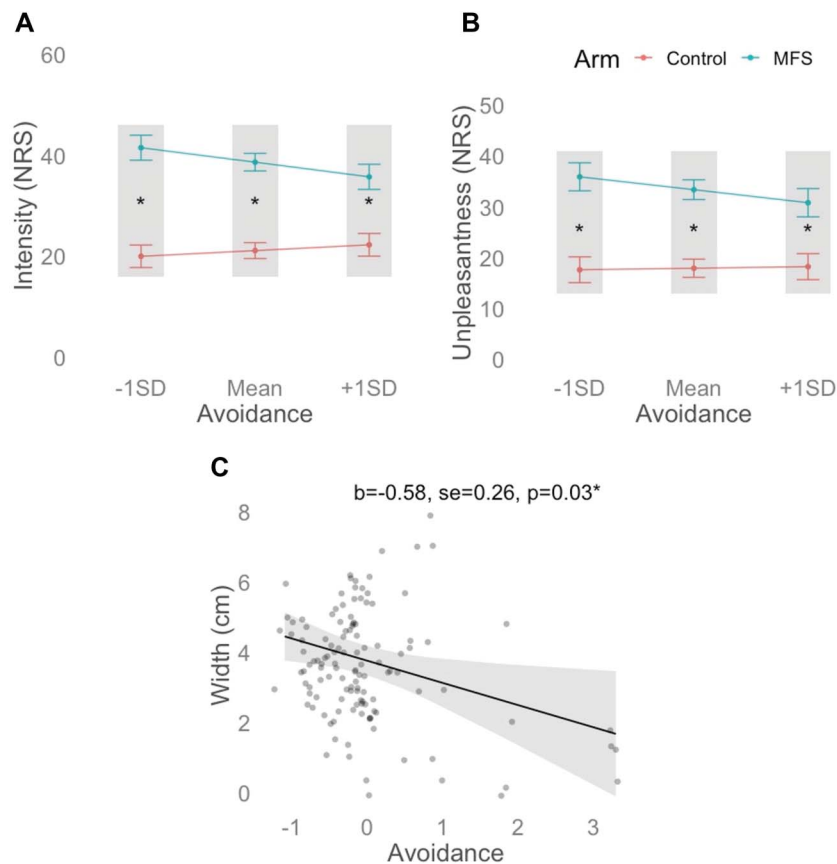 A
60
40
20
0
Intensity (NRS)
*
*
*
-1SD
Mean
+1SD
Avoidance
B
Arm Control MFS
50
40
30
20
10
0
Unpleasantness (NRS)
*
*
*
-1SD
Mean
+1SD
Avoidance
C
b=-0.58, se=0.26, p=0.03*
8
6
4
2
0
Width (cm)
-1
0
1
2
3
Avoidance